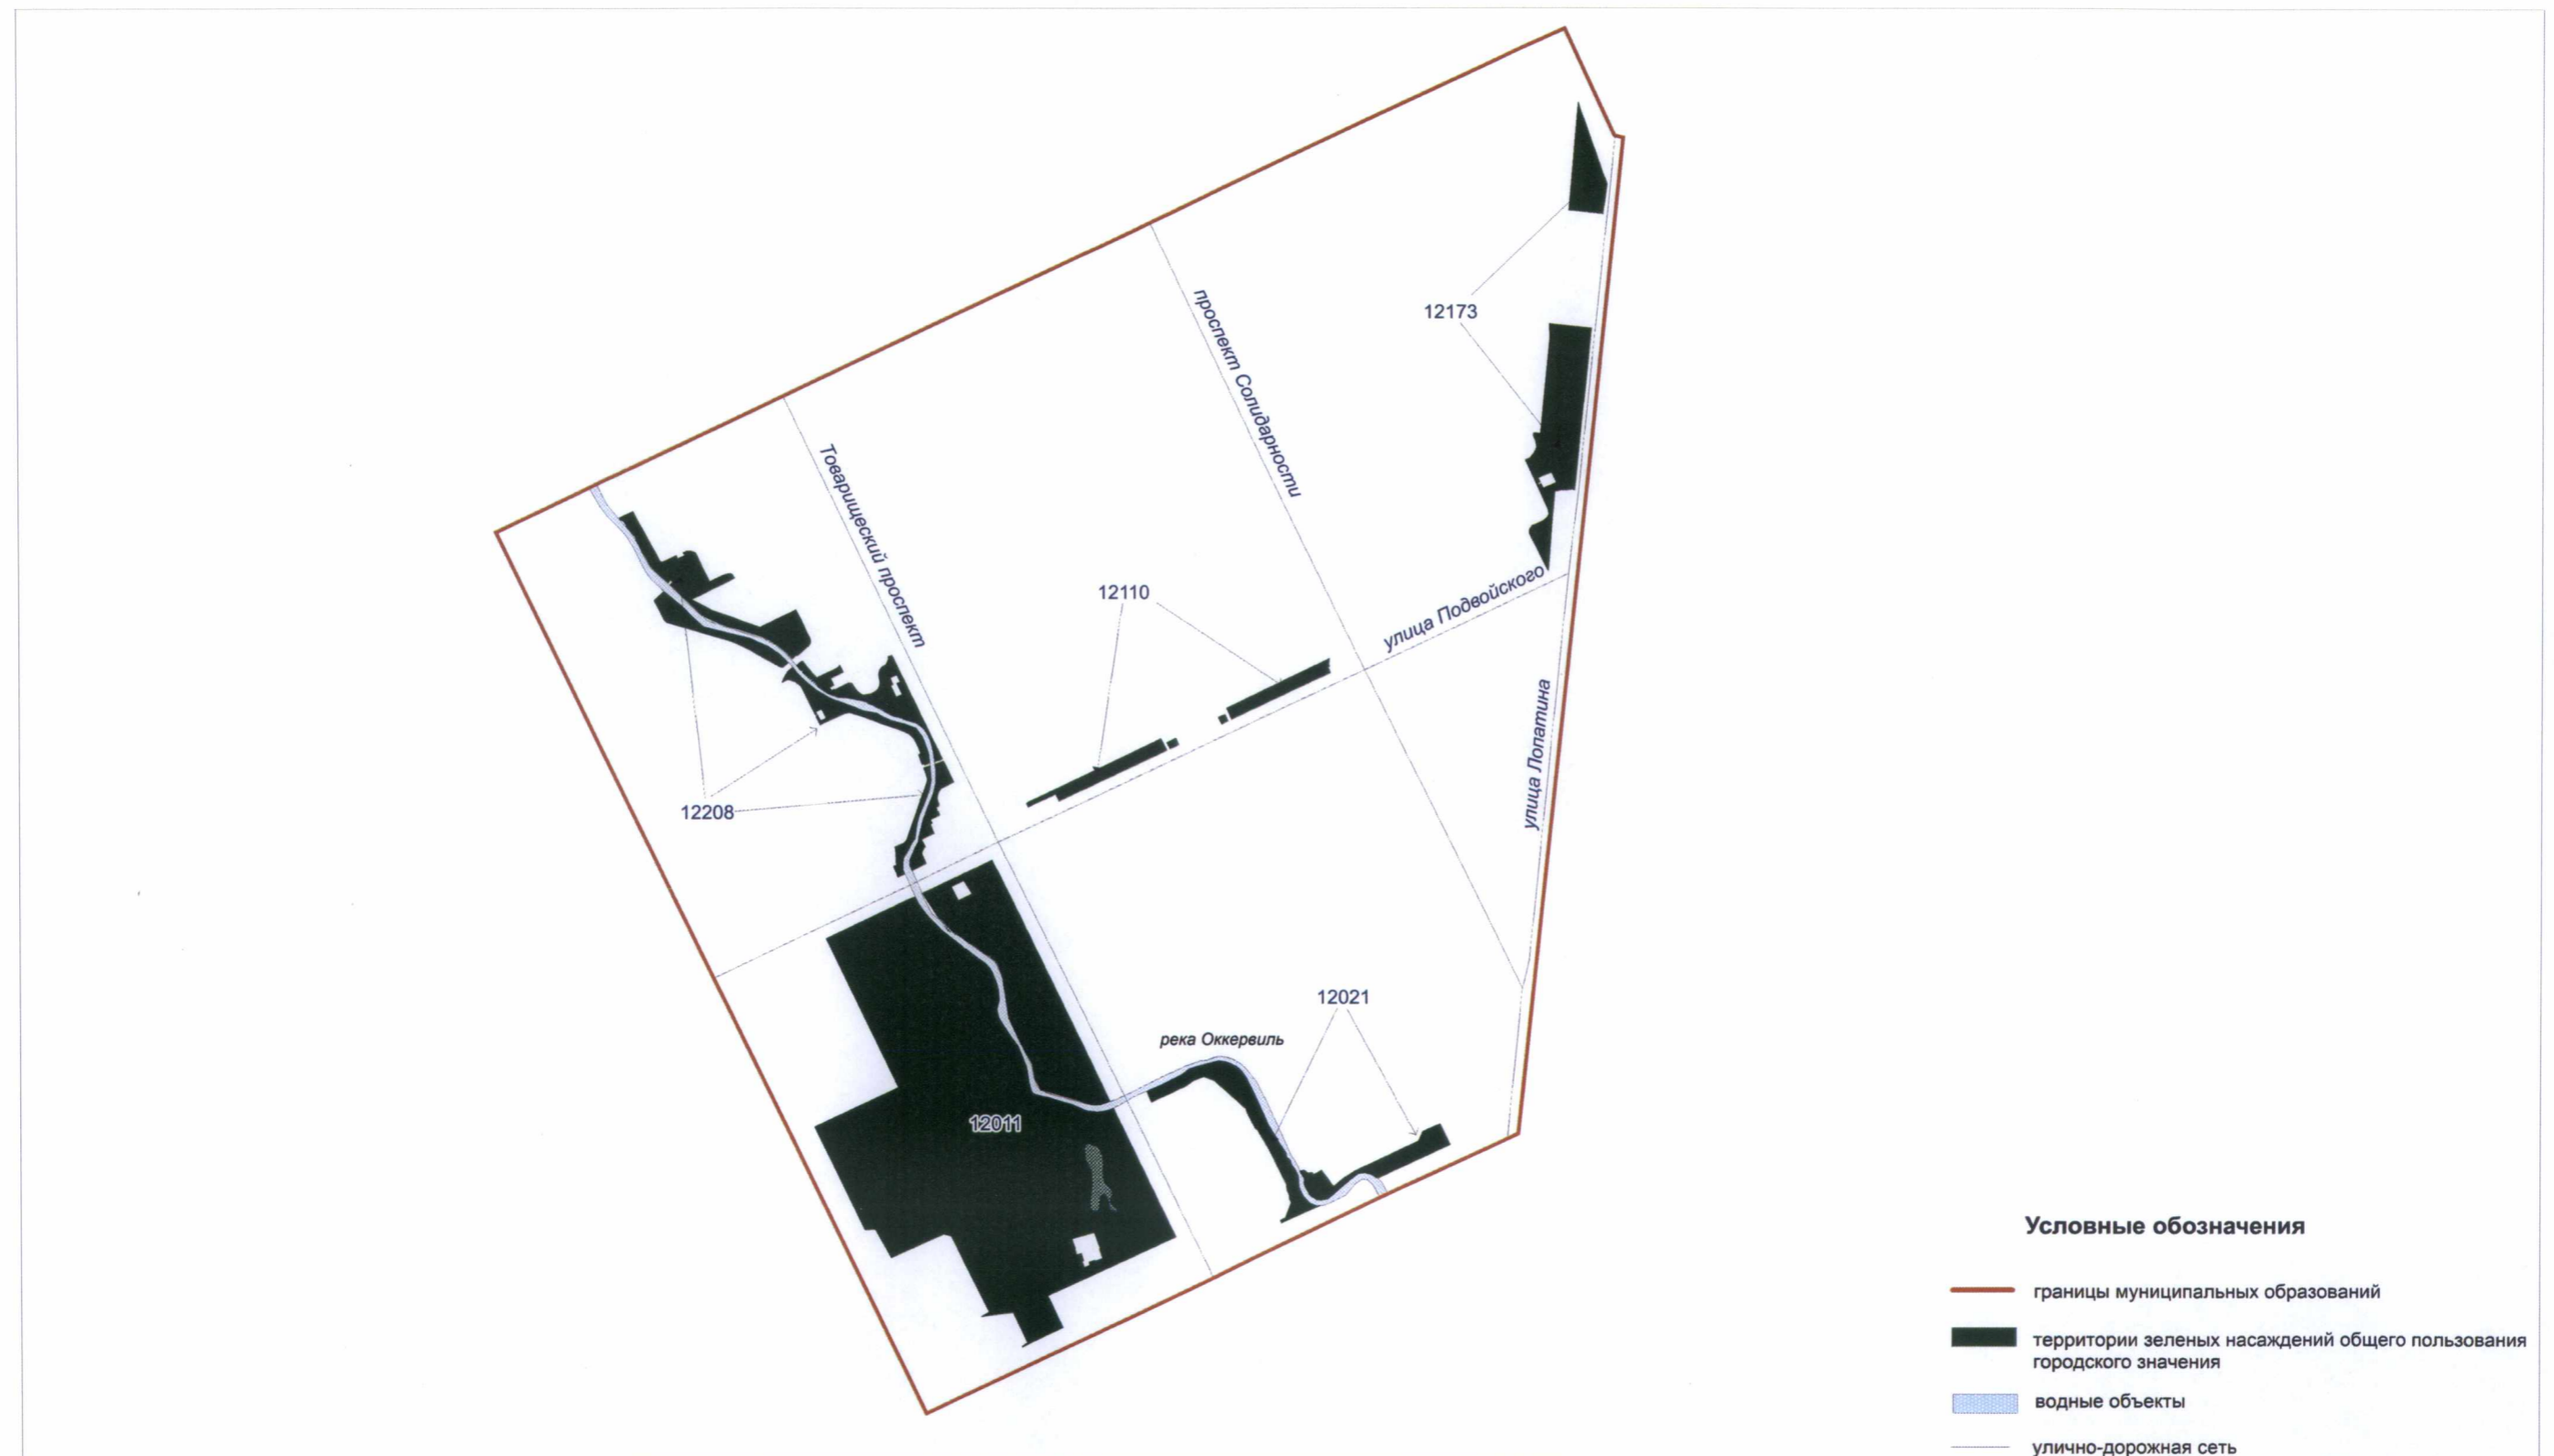 12173
проспект Солидарности
Товарищеский проспект
12110
улица Подвойского
улица Лопатина
12208
12021
река Оккервиль
12011
Условные обозначения
границы муниципальных образований
территории зеленых насаждений общего пользования
городского значения
водные объекты
улично-дорожная сеть